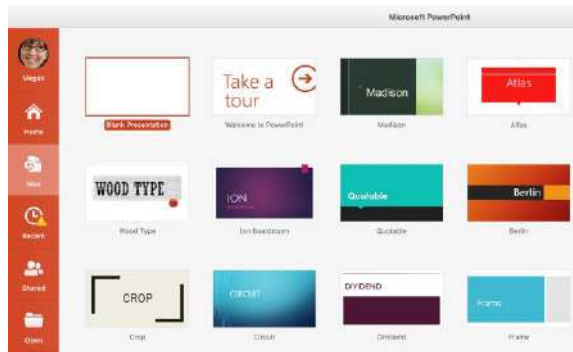 Microsoft PowerPoint
Megan
Home
New
Recent
Shared
Open
Take a
tour
Madison
Atlas
Blank Presentation
Welcome to PowerPoint
Madison
Atlas
WOOD TYPE
ION
Quotable
Berlin
Wood Type
Ion Boardroom
Quotable
Berlin
CROP
CIRCUIT
DIVIDEND
Frame
Crop
Circuit
Dividend
Frame